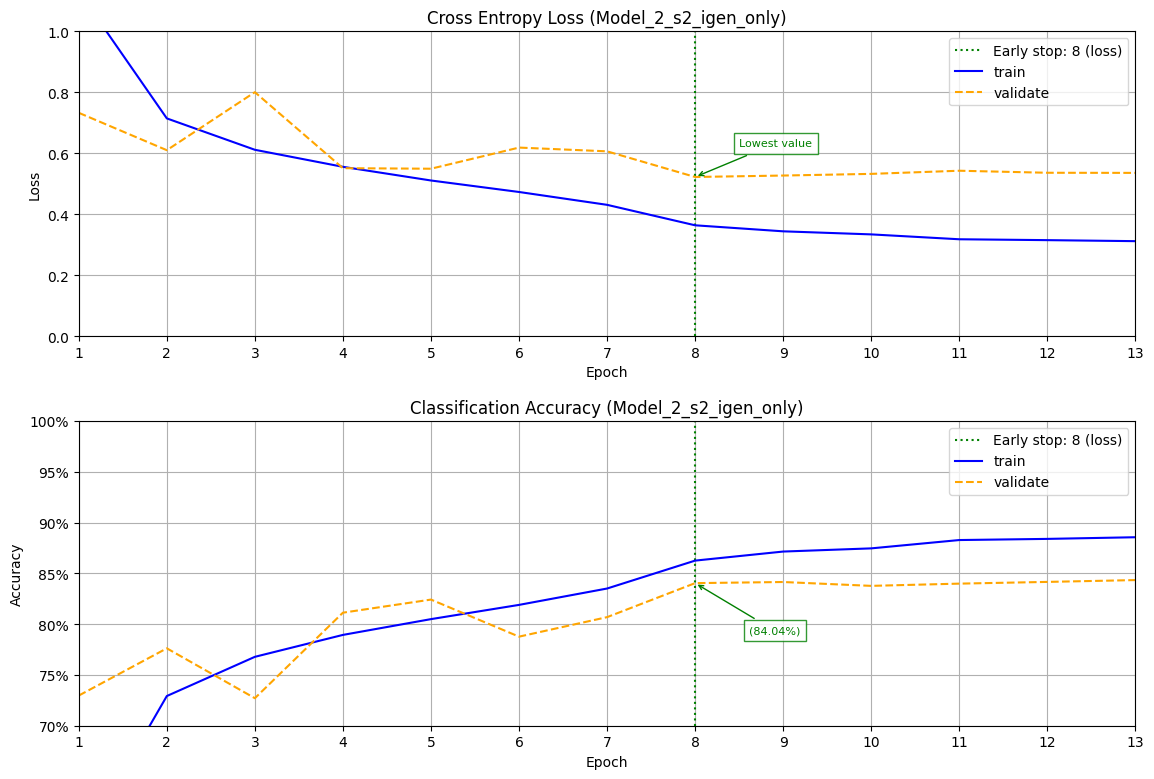 Cross Entropy Loss (Model_2_s2_igen_only)
1.0
0.8
0.6
0.4
0.2
0.0
Loss
Early stop: 8 (loss)
train
validate
Lowest value
1 2 3 4 5 6 7 8 9 10 11 12 13
Epoch
Classification Accuracy (Model_2_s2_igen_only)
100%
95%
90%
85%
80%
75%
70%
Accuracy
Early stop: 8 (loss)
train
validate
(84.04%)
1 2 3 4 5 6 7 8 9 10 11 12 13
Epoch